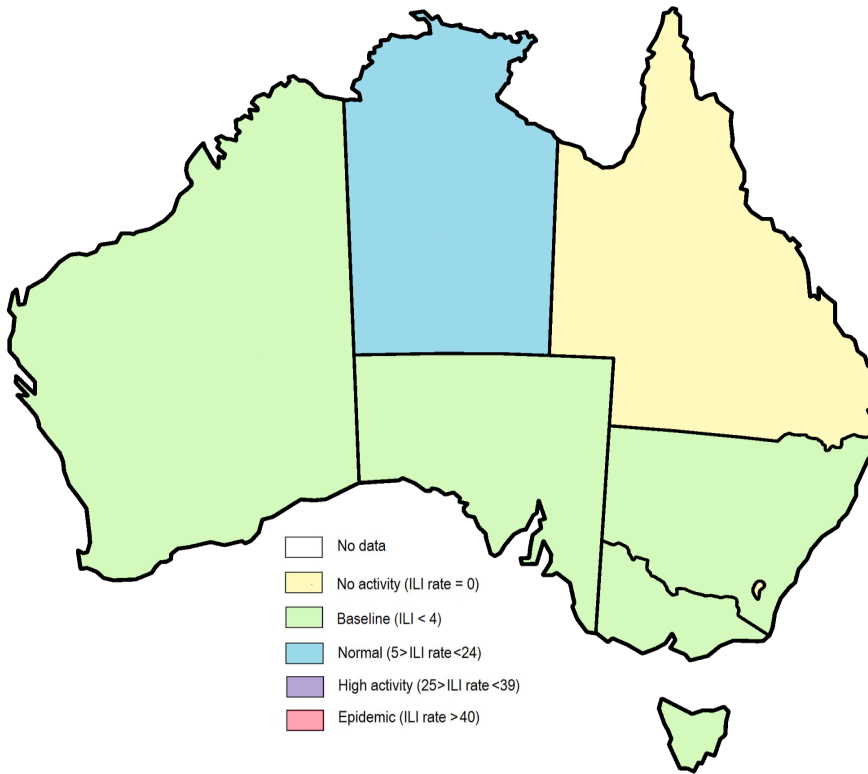 No data
No activity (ILI rate = 0)
Baseline (ILI < 4)
Normal (5>ILI rate<24)
High activity (25>ILI rate<39)
Epidemic (ILI rate >40)